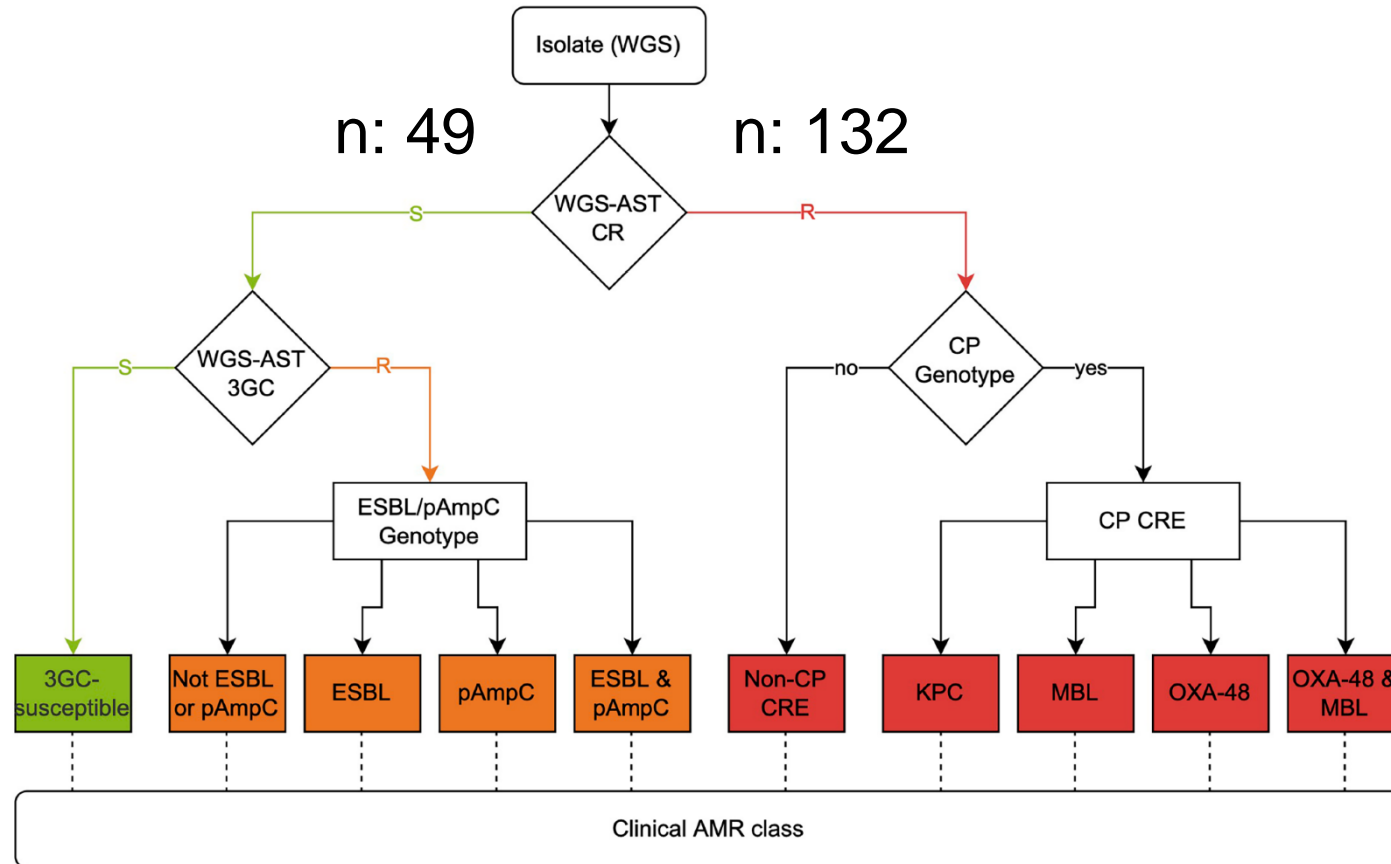 Isolate (WGS)
n: 49
n: 132
WGS-AST
CR
S
R
WGS-AST
3GC
CP
Genotype
S
R
no
yes
ESBL/pAmpC
Genotype
CP CRE
3GC-
susceptible
Not ESBL
or pAmpC
ESBL
pAmpC
ESBL &
pAmpC
Non-CP
CRE
KPC
MBL
OXA-48
OXA-48 &
MBL
Clinical AMR class